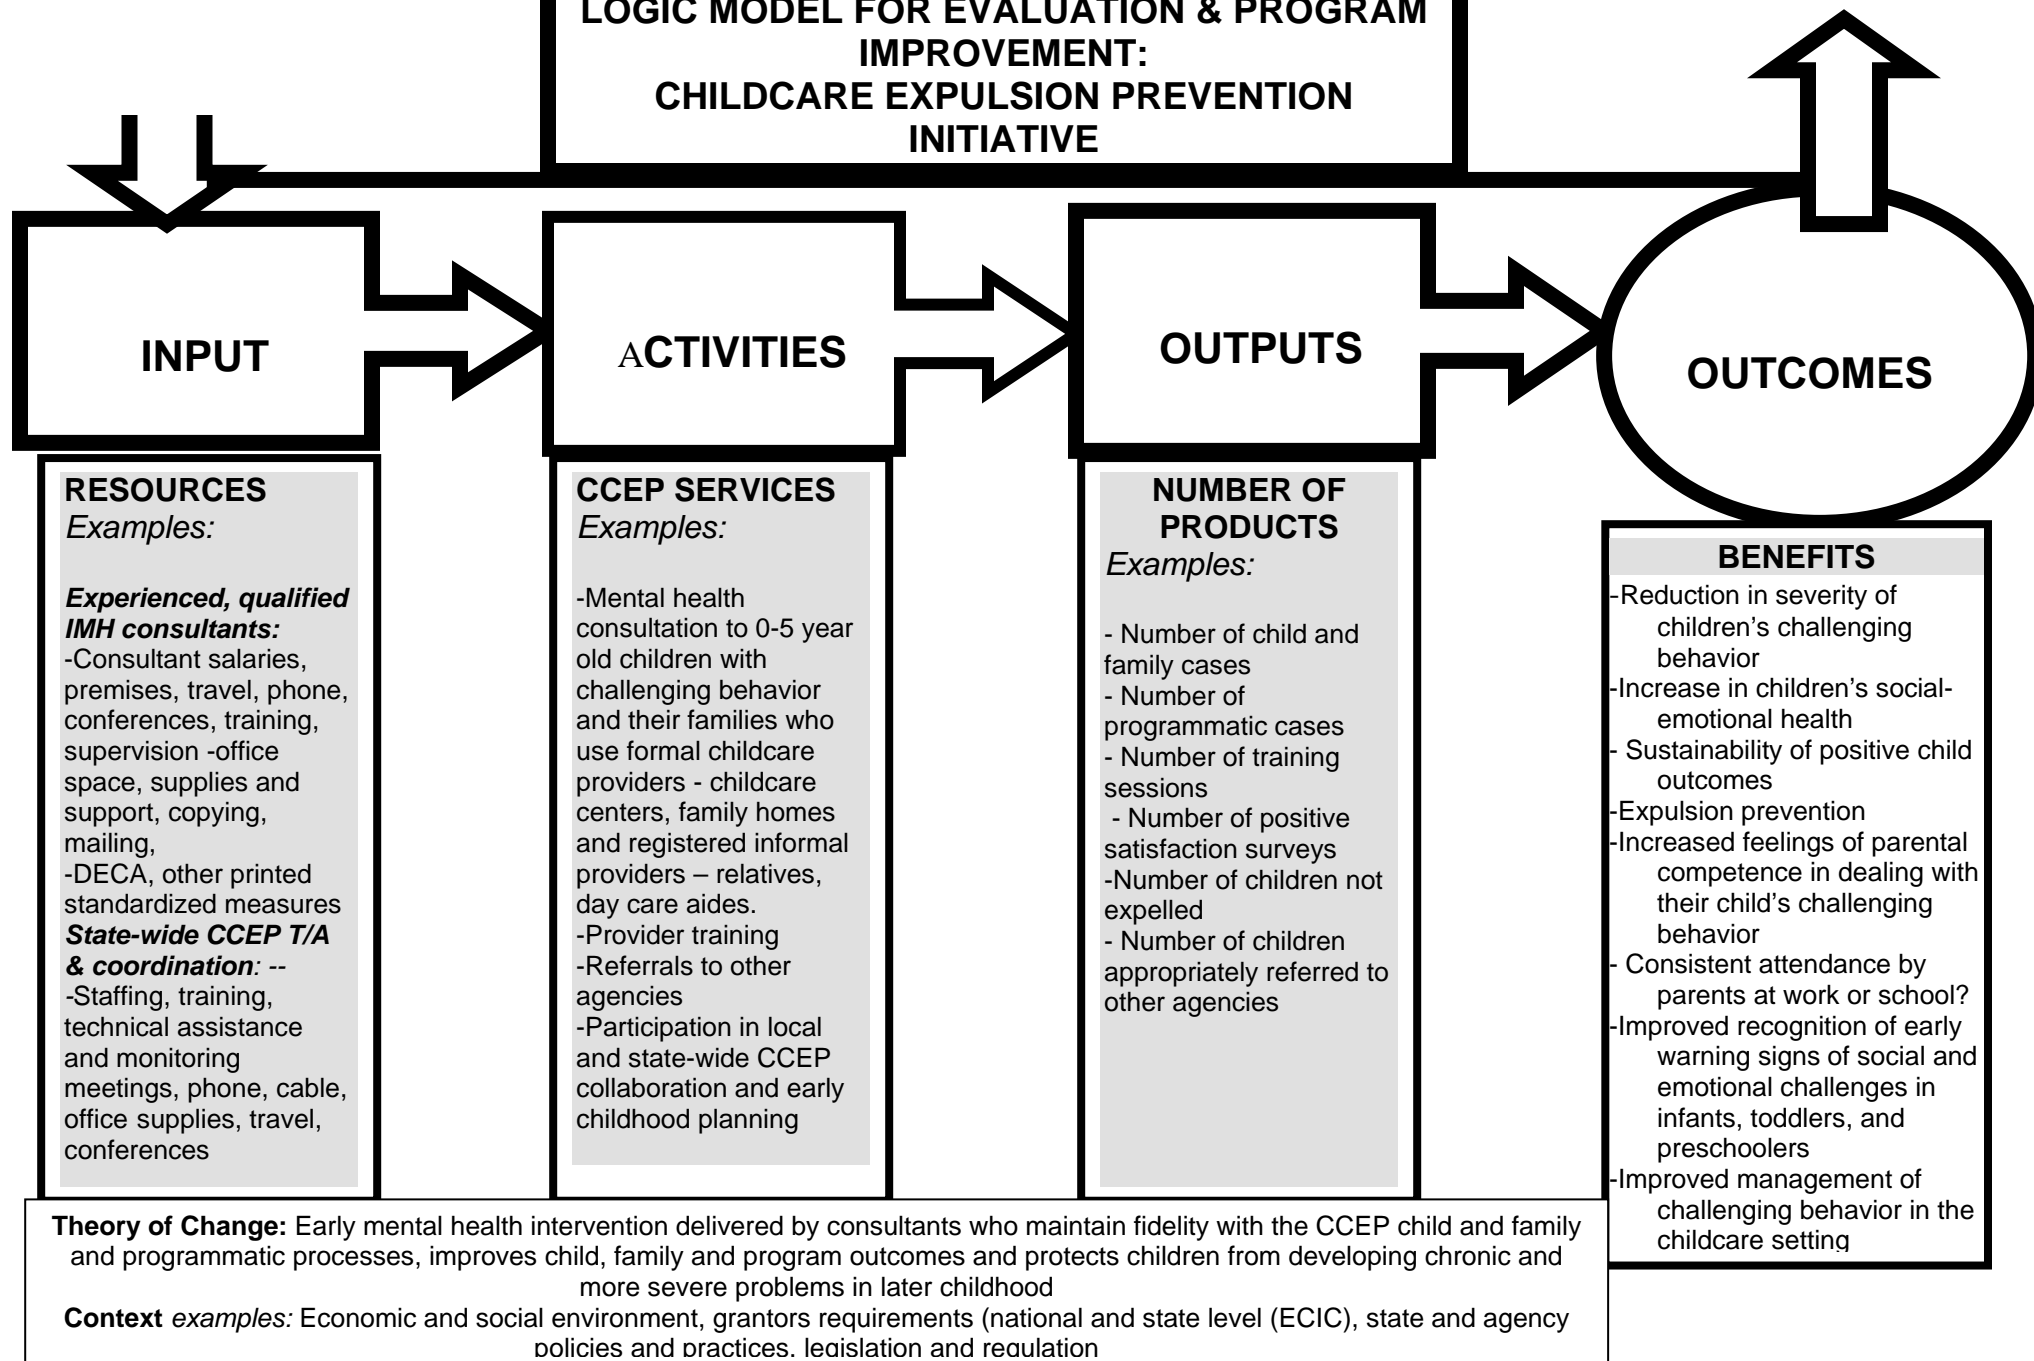 LOGIC MODEL FOR EVALUATION & PROGRAM
IMPROVEMENT:
CHILDCARE EXPULSION PREVENTION
INITIATIVE
INPUT
ACTIVITIES
OUTPUTS
OUTCOMES
RESOURCES
Examples:
Experienced, qualified
IMH consultants:
-Consultant salaries,
premises, travel, phone,
conferences, training,
supervision -office
space, supplies and
support, copying,
mailing,
-DECA, other printed
standardized measures
State-wide CCEP T/A
& coordination: --
-Staffing, training,
technical assistance
and monitoring
meetings, phone, cable,
office supplies, travel,
conferences
CCEP SERVICES
Examples:
-Mental health
consultation to 0-5 year
old children with
challenging behavior
and their families who
use formal childcare
providers - childcare
centers, family homes
and registered informal
providers – relatives,
day care aides.
-Provider training
-Referrals to other
agencies
-Participation in local
and state-wide CCEP
collaboration and early
childhood planning
NUMBER OF
PRODUCTS
Examples:
- Number of child and
family cases
- Number of
programmatic cases
- Number of training
sessions
- Number of positive
satisfaction surveys
-Number of children not
expelled
- Number of children
appropriately referred to
other agencies
BENEFITS
-Reduction in severity of
children’s challenging
behavior
-Increase in children’s social-
emotional health
- Sustainability of positive child
outcomes
-Expulsion prevention
-Increased feelings of parental
competence in dealing with
their child’s challenging
behavior
- Consistent attendance by
parents at work or school?
-Improved recognition of early
warning signs of social and
emotional challenges in
infants, toddlers, and
preschoolers
-Improved management of
challenging behavior in the
childcare setting
Theory of Change: Early mental health intervention delivered by consultants who maintain fidelity with the CCEP child and family
and programmatic processes, improves child, family and program outcomes and protects children from developing chronic and
more severe problems in later childhood
Context examples: Economic and social environment, grantors requirements (national and state level (ECIC), state and agency
policies and practices, legislation and regulation